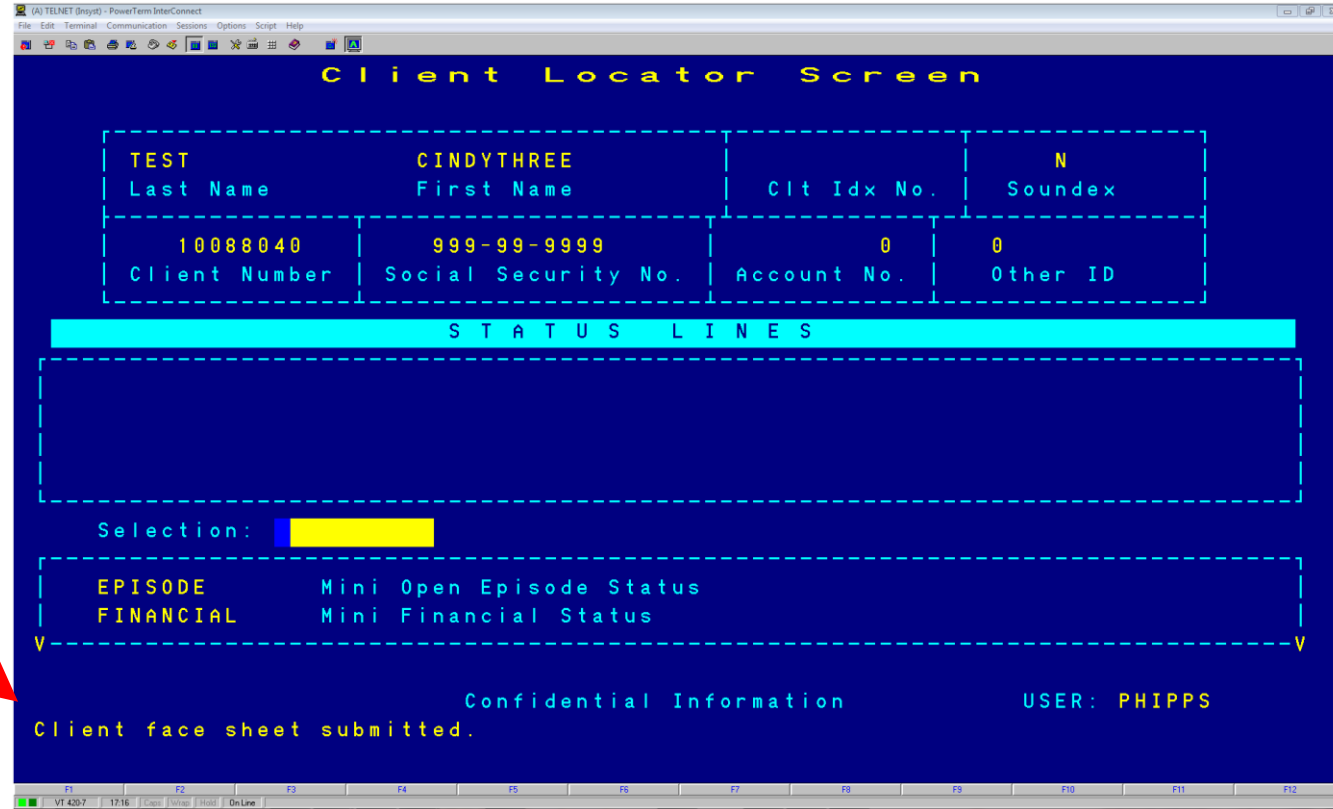 (A) TELNET (Insyst) - PowerTerm InterConnect
File Edit Terminal Communication Sessions Options Script Help
Client Locator Screen
TEST CINDYTHREE N
Last Name First Name Clt Idx No. Soundex
10088040 999-99-9999 0 0
Client Number Social Security No. Account No. Other ID
STATUS LINES
Selection:
EPISODE Mini Open Episode Status
FINANCIAL Mini Financial Status
V V
Confidential Information USER: PHIPPS
Client face sheet submitted.
F1 F2 F3 F4 F5 F6 F7 F8 F9 F10 F11 F12
VT 420-7 17:16 Caps Wrap Hold On Line